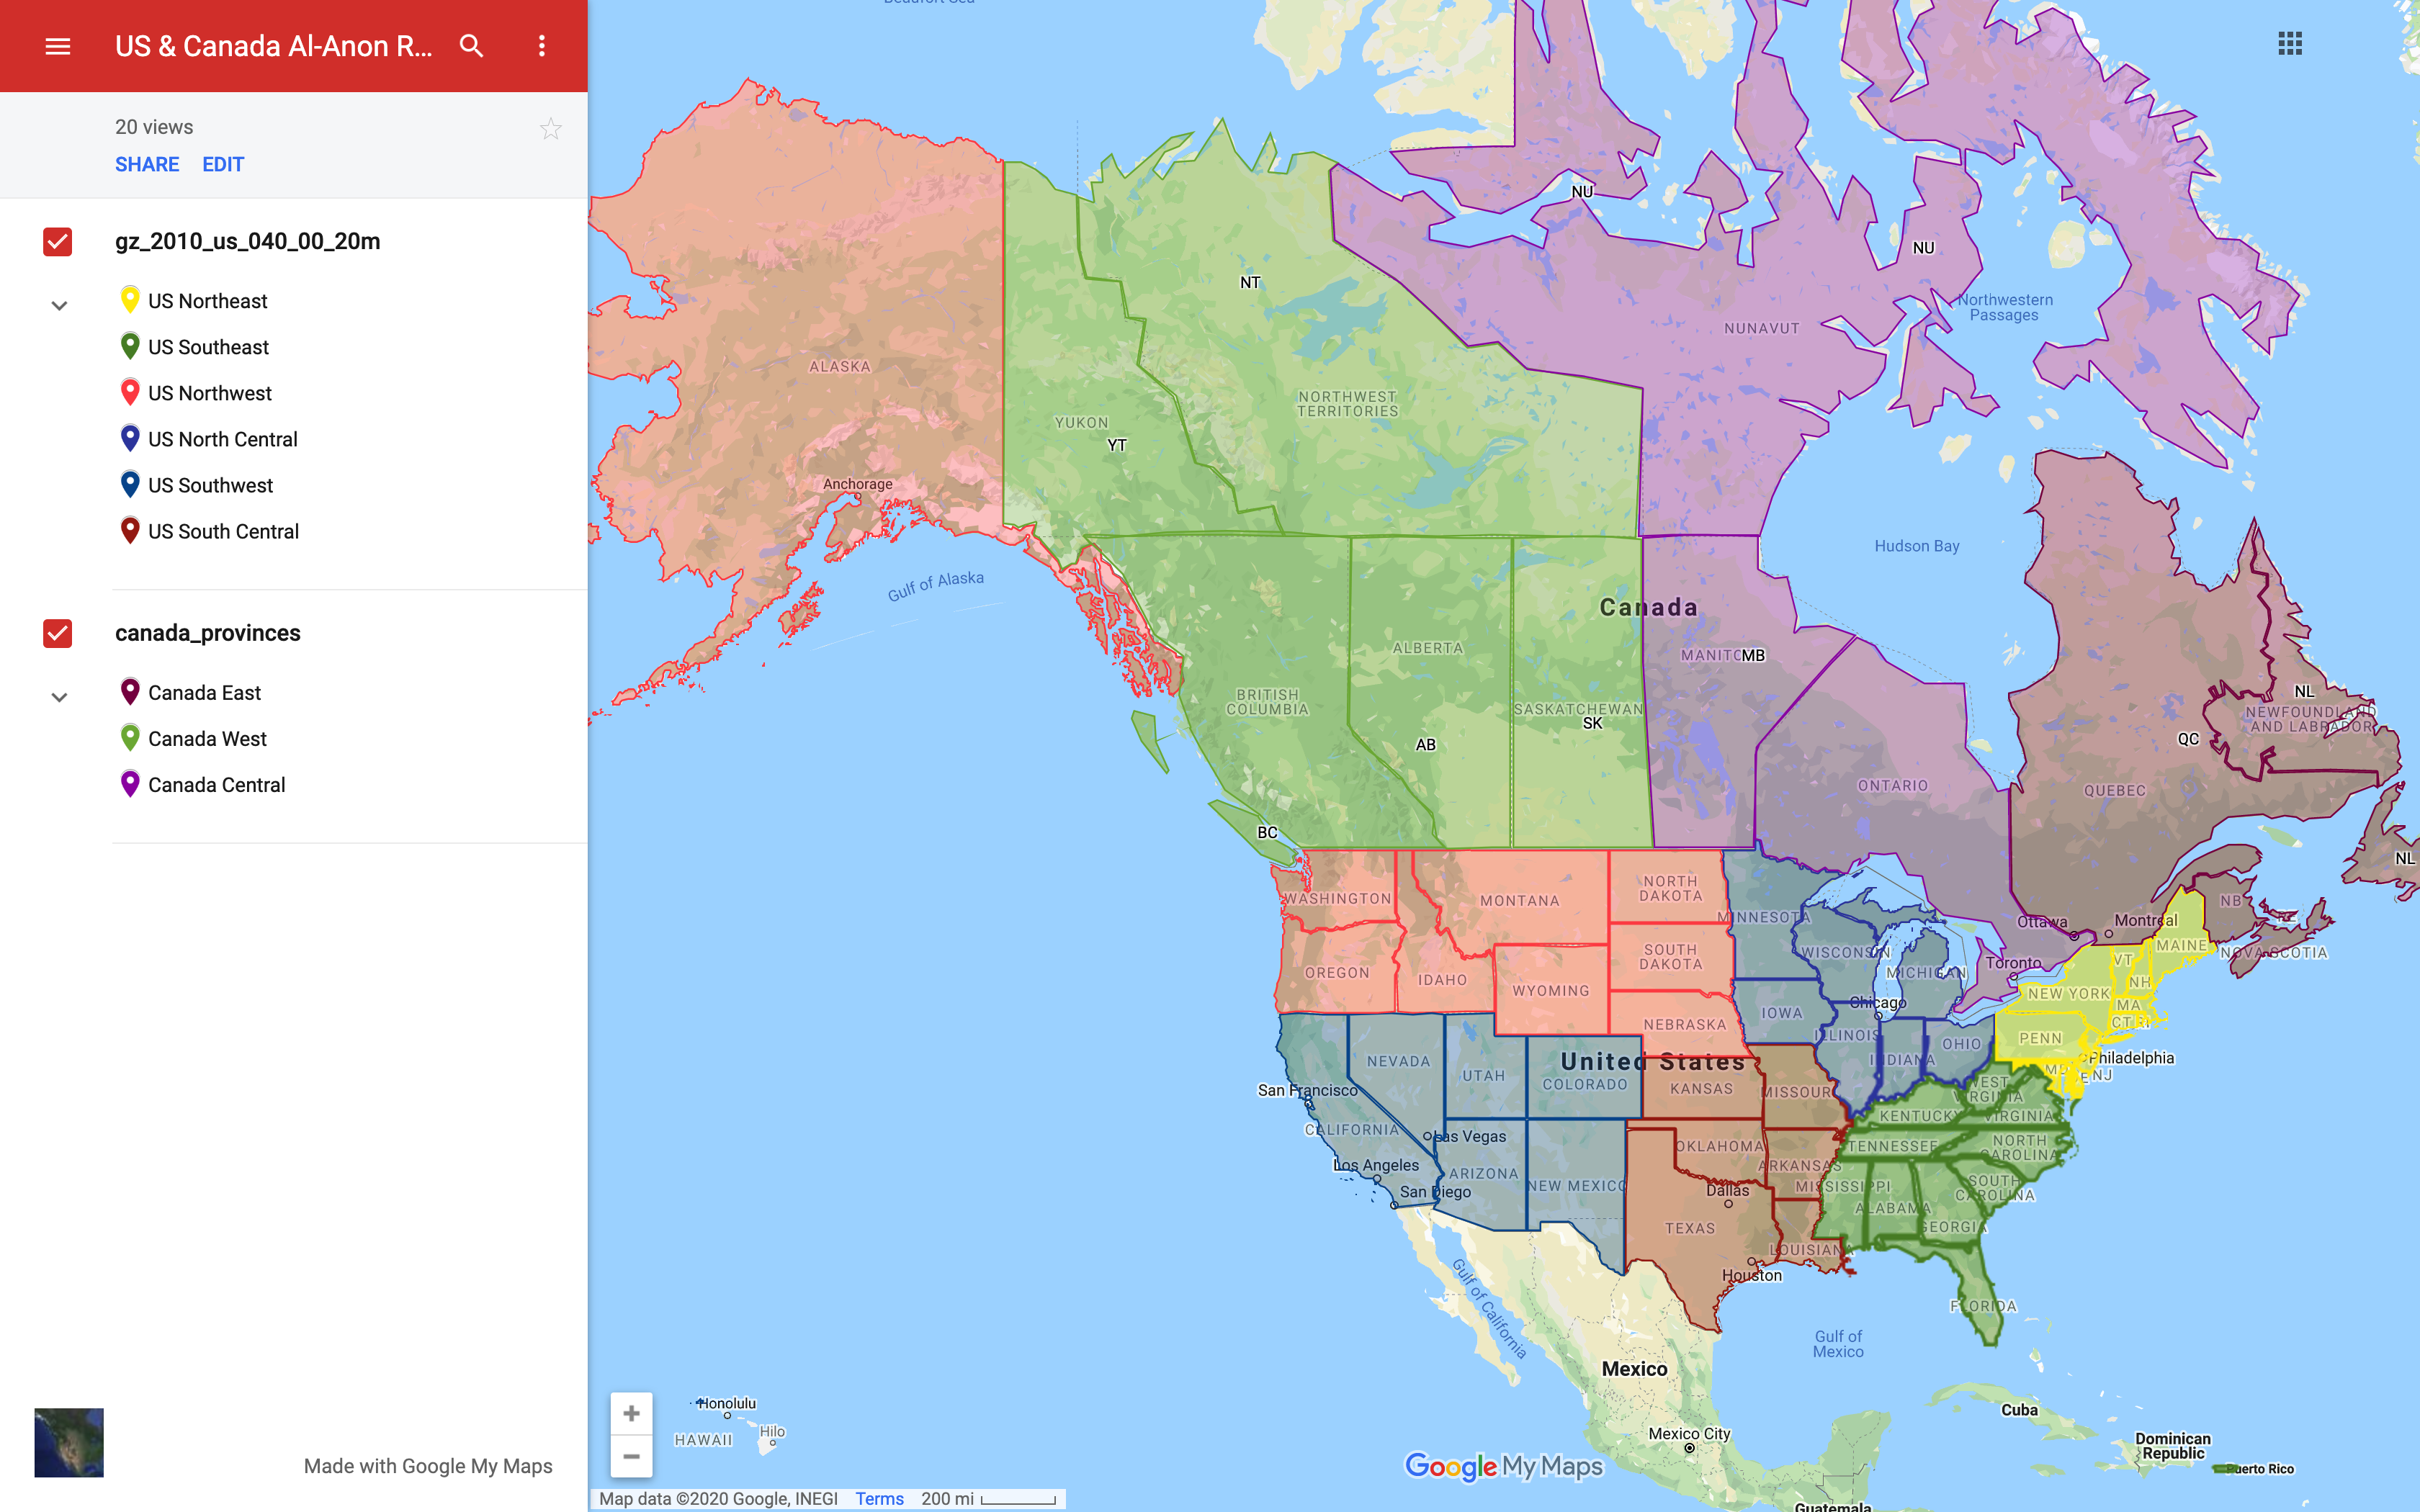 US & Canada Al-Anon R...
20 views
SHARE EDIT
gz_2010_us_040_00_20m
US Northeast
US Southeast
US Northwest
US North Central
US Southwest
US South Central
canada_provinces
Canada East
Canada West
Canada Central
Made with Google My Maps
Beaufort Sea
NU
NU
NT
Northwestern
Passages
NUNAVUT
ALASKA
NORTHWEST
TERRITORIES
YUKON
YT
Anchorage
Hudson Bay
Gulf of Alaska
Canada
ALBERTA
MB
BRITISH
COLUMBIA
SASKATCHEWAN
SK
NL
NEWFOUNDLAND
AND LABRADOR
QC
AB
ONTARIO
QUEBEC
BC
NL
NORTH
DAKOTA
WASHINGTON
MONTANA
NB
MINNESOTA
Ottawa
Montreal
MAINE
SOUTH
DAKOTA
WISCONSIN
NOVA SCOTIA
VT
OREGON
IDAHO
MICHIGAN
Toronto
NH
WYOMING
NEW YORK
Chicago
MA
IOWA
CT RI
NEBRASKA
ILLINOIS
PENN
OHIO
United States
NEVADA
INDIANA
Philadelphia
MD
NJ
UTAH
COLORADO
KANSAS
MISSOURI
WEST
VIRGINIA
San Francisco
KENTUCKY
VIRGINIA
CALIFORNIA
Las Vegas
OKLAHOMA
TENNESSEE
NORTH
CAROLINA
Los Angeles
ARIZONA
ARKANSAS
NEW MEXICO
MISSISSIPPI
SOUTH
CAROLINA
San Diego
Dallas
ALABAMA
TEXAS
GEORGIA
LOUISIANA
Houston
Gulf of California
FLORIDA
Gulf of
Mexico
Mexico
Honolulu
HAWAII
Hilo
Cuba
Mexico City
Dominican
Republic
Puerto Rico
Google My Maps
Map data ©2020 Google, INEGI Terms 200 mi
Guatemala